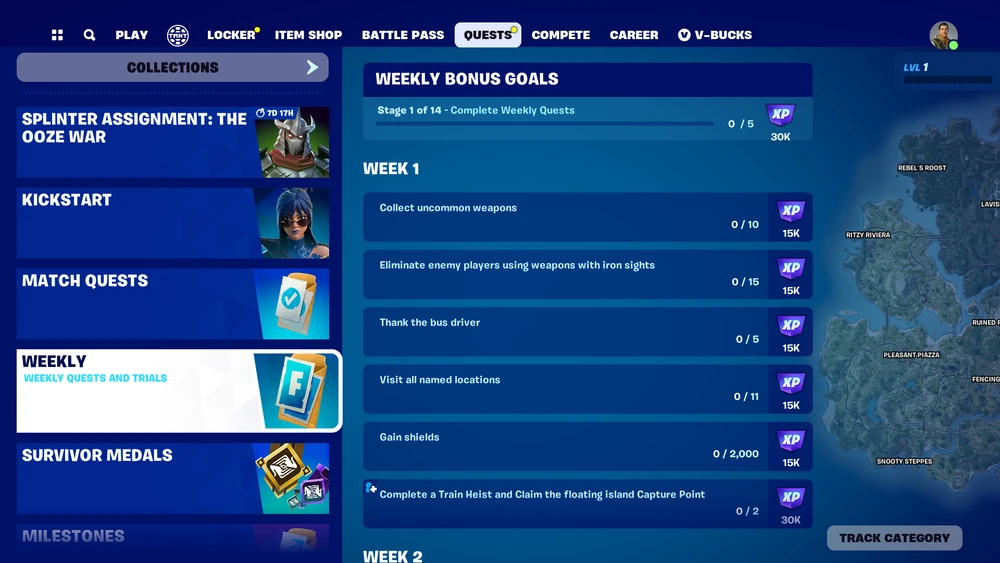 PLAY
TMNT
LOCKER
ITEM SHOP
BATTLE PASS
QUESTS
COMPETE
CAREER
V V-BUCKS
COLLECTIONS
SPLINTER ASSIGNMENT: THE
OOZE WAR
7D 17H
KICKSTART
MATCH QUESTS
WEEKLY
WEEKLY QUESTS AND TRIALS
F
SURVIVOR MEDALS
MILESTONES
WEEKLY BONUS GOALS
Stage 1 of 14 - Complete Weekly Quests
0 / 5
XP
30K
WEEK 1
Collect uncommon weapons
0 / 10
XP
15K
Eliminate enemy players using weapons with iron sights
0 / 15
XP
15K
Thank the bus driver
0 / 5
XP
15K
Visit all named locations
0 / 11
XP
15K
Gain shields
0 / 2,000
XP
15K
Complete a Train Heist and Claim the floating island Capture Point
0 / 2
XP
30K
WEEK 2
LVL 1
REBEL'S ROOST
LAVIS
RITZY RIVIERA
RUINED R
PLEASANT PIAZZA
FENCING
SNOOTY STEPPES
TRACK CATEGORY